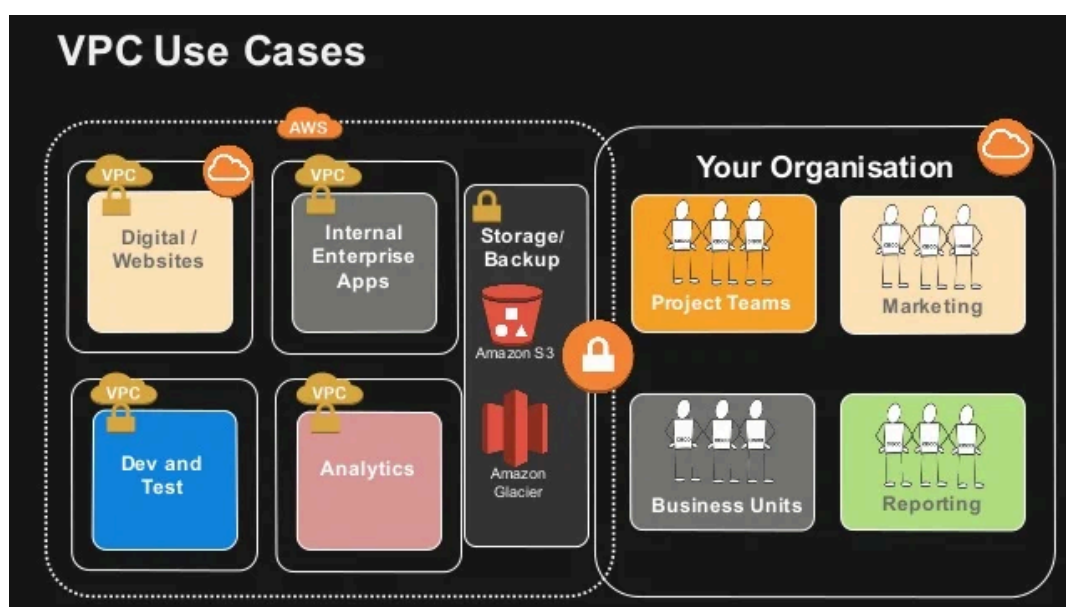 VPC Use Cases
AWS
VPC
Digital /
Websites
VPC
Internal
Enterprise
Apps
Storage/
Backup
Amazon S3
Amazon
Glacier
VPC
Dev and
Test
VPC
Analytics
Your Organisation
Project Teams
Marketing
Business Units
Reporting